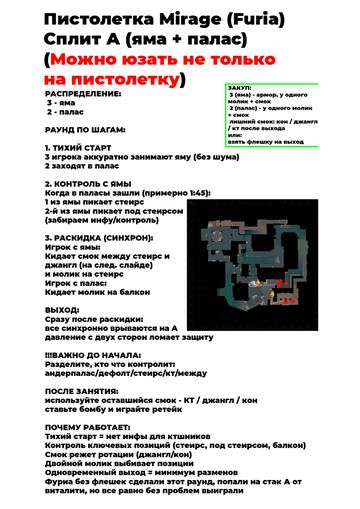 Пистолетка Mirage (Furia)
Сплит А (яма + палас)
(Можно юзать не только
на пистолетку)
РАСПРЕДЕЛЕНИЕ:
3 - яма
2 - палас
ЗАКУП:
3 (яма) - армор, у одного
молик + смок
2 (палас) - у одного молик
+ смок
лишний смок: кон / джангл
/ кт после выхода
или:
взять флешку на выход
РАУНД ПО ШАГАМ:
1. ТИХИЙ СТАРТ
3 игрока аккуратно занимают яму (без шума)
2 заходят в палас
2. КОНТРОЛЬ С ЯМЫ
Когда в паласы зашли (примерно 1:45):
1 из ямы пикает стеирс
2-й из ямы пикает под стеирсом
(забираем инфу/контроль)
3. РАСКИДКА (СИНХРОН):
Игрок с ямы:
Кидает смок между стеирс и
джангл (на след. слайде)
и молик на стеирс
Игрок с палас:
Кидает молик на балкон
ВЫХОД:
Сразу после раскидки:
все синхронно врываются на А
давление с двух сторон ломает защиту
!!!ВАЖНО ДО НАЧАЛА:
Разделите, кто что контролит:
андерпалас/дефолт/стеирс/кт/между
ПОСЛЕ ЗАНЯТИЯ:
используйте оставшийся смок - КТ / джангл / кон
ставьте бомбу и играйте ретейк
ПОЧЕМУ РАБОТАЕТ:
Тихий старт = нет инфы для ктшников
Контроль ключевых позиций (стеирс, под стеирсом, балкон)
Смок режет ротации (джангл/кон)
Двойной молик выбивает позиции
Одновременный выход = минимум разменов
Фуриа без флешек сделали этот раунд, попали на стак А от
виталити, но все равно без проблем выиграли